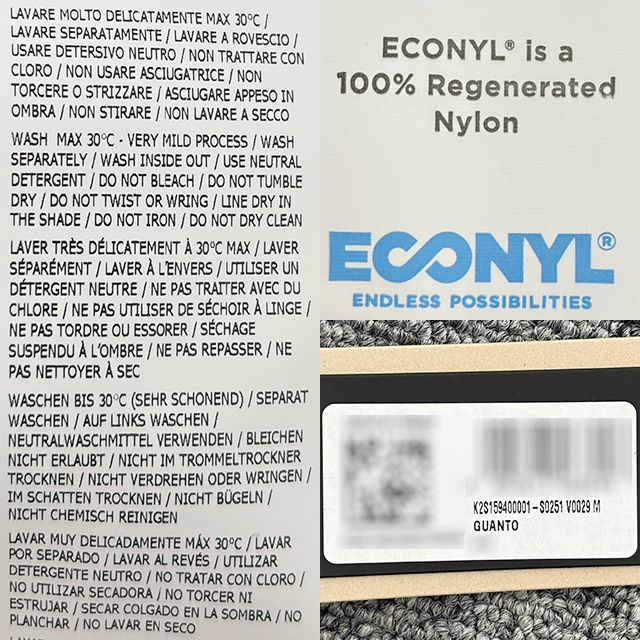 LAVARE MOLTO DELICATAMENTE MAX 30°C /
LAVARE SEPARATAMENTE / LAVARE A ROVESCIO /
USARE DETERSIVO NEUTRO / NON TRATTARE CON
CLORO / NON USARE ASCIUGATRICE / NON
TORCERE O STRIZZARE / ASCIUGARE APPESO IN
OMBRA / NON STIRARE / NON LAVARE A SECCO
WASH MAX 30°C - VERY MILD PROCESS / WASH
SEPARATELY / WASH INSIDE OUT / USE NEUTRAL
DETERGENT / DO NOT BLEACH / DO NOT TUMBLE
DRY / DO NOT TWIST OR WRING / LINE DRY IN
THE SHADE / DO NOT IRON / DO NOT DRY CLEAN
LAVER TRÈS DÉLICATEMENT À 30°C MAX / LAVER
SÉPARÉMENT / LAVER À L'ENVERS / UTILISER UN
DÉTERGENT NEUTRE / NE PAS TRAITER AVEC DU
CHLORE / NE PAS UTILISER DE SÉCHOIR À LINGE /
NE PAS TORDRE OU ESSORER / SÉCHAGE
SUSPENDU À L'OMBRE / NE PAS REPASSER / NE
PAS NETTOYER À SEC
WASCHEN BIS 30°C (SEHR SCHONEND) / SEPARAT
WASCHEN / AUF LINKS WASCHEN /
NEUTRALWASCHMITTEL VERWENDEN / BLEICHEN
NICHT ERLAUBT / NICHT IM TROMMELTROCKNER
TROCKNEN / NICHT VERDREHEN ODER WRINGEN /
IM SCHATTEN TROCKNEN / NICHT BÜGELN /
NICHT CHEMISCH REINIGEN
LAVAR MUY DELICADAMENTE MÁX 30°C / LAVAR
POR SEPARADO / LAVAR AL REVÉS / UTILIZAR
DETERGENTE NEUTRO / NO TRATAR CON CLORO /
NO UTILIZAR SECADORA / NO TORCER NI
ESTRUJAR / SECAR COLGADO EN LA SOMBRA / NO
PLANCHAR / NO LAVAR EN SECO
ECONYL® is a
100% Regenerated
Nylon
ECONYL®
ENDLESS POSSIBILITIES
K2S159400001-S0251 V0029 M
GUANTO